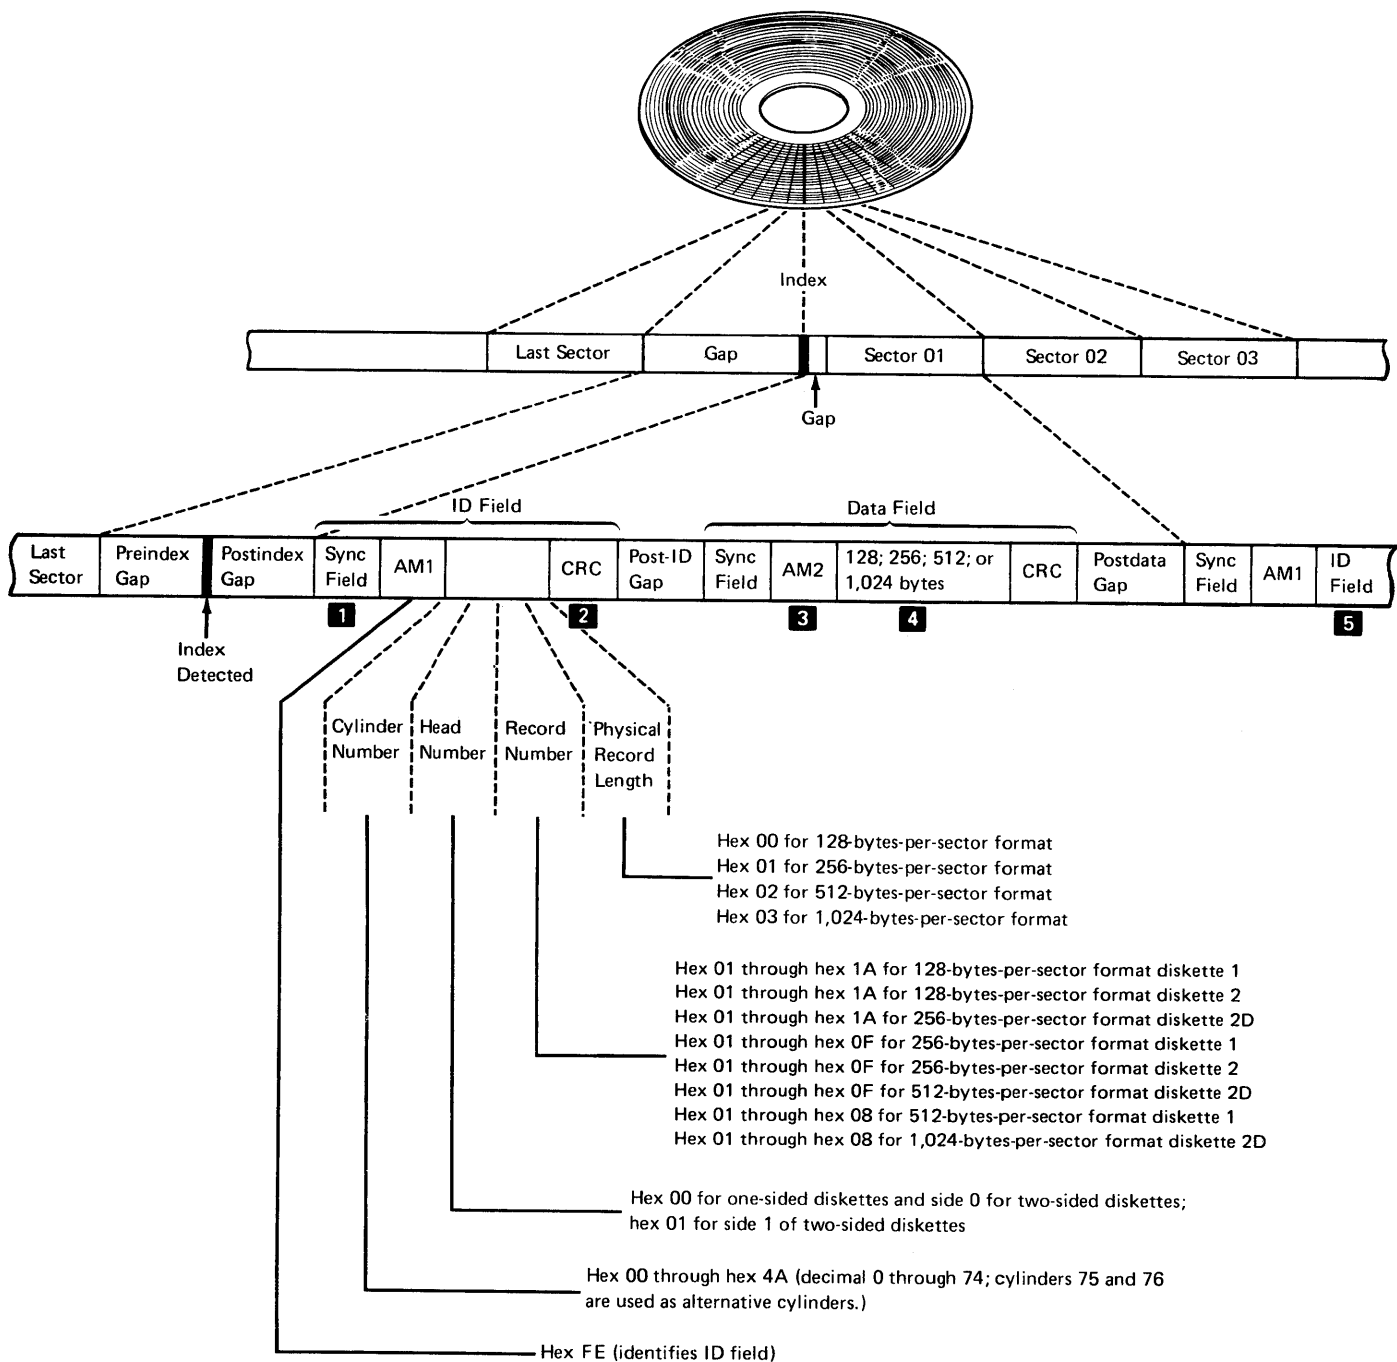 Index
Last Sector
Gap
Sector 01
Sector 02
Sector 03
Gap
ID Field
Data Field
Last
Sector
Preindex
Gap
Postindex
Gap
Sync
Field
AM1
CRC
Post-ID
Gap
Sync
Field
AM2
128; 256; 512; or
1,024 bytes
CRC
Postdata
Gap
Sync
Field
AM1
ID
Field
1
2
3
4
5
Index
Detected
Cylinder
Number
Head
Number
Record
Number
Physical
Record
Length
Hex 00 for 128-bytes-per-sector format
Hex 01 for 256-bytes-per-sector format
Hex 02 for 512-bytes-per-sector format
Hex 03 for 1,024-bytes-per-sector format
Hex 01 through hex 1A for 128-bytes-per-sector format diskette 1
Hex 01 through hex 1A for 128-bytes-per-sector format diskette 2
Hex 01 through hex 1A for 256-bytes-per-sector format diskette 2D
Hex 01 through hex 0F for 256-bytes-per-sector format diskette 1
Hex 01 through hex 0F for 256-bytes-per-sector format diskette 2
Hex 01 through hex 0F for 512-bytes-per-sector format diskette 2D
Hex 01 through hex 08 for 512-bytes-per-sector format diskette 1
Hex 01 through hex 08 for 1,024-bytes-per-sector format diskette 2D
Hex 00 for one-sided diskettes and side 0 for two-sided diskettes;
hex 01 for side 1 of two-sided diskettes
Hex 00 through hex 4A (decimal 0 through 74; cylinders 75 and 76
are used as alternative cylinders.)
Hex FE (identifies ID field)